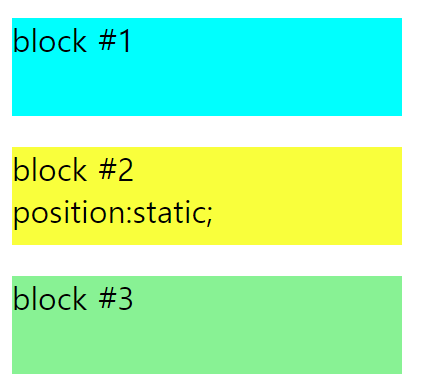 block #1
block #2
position:static;
block #3